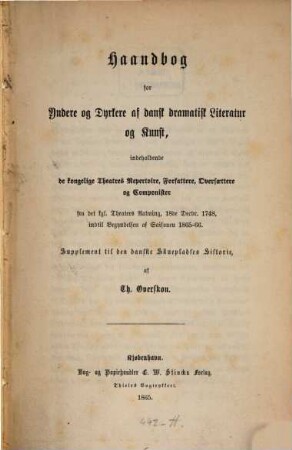 Haandbog
for
Yndere og Dyrkere af dansk dramatisk Literatur
og Kunst,
indeholdende
de kongelige Theatres Repertoire, Forfattere, Oversættere
og Componister
fra det kgl. Theaters Aabning, 18de Decbr. 1748,
indtil Begyndelsen af Saisonen 1865-66.
Supplement til den danske Skuepladses Historie,
af
Th. Overskou.
Kjøbenhavn.
Bog- og Papirhandler E. W. Stincks Forlag.
Thieles Bogtrykkeri.
1865.